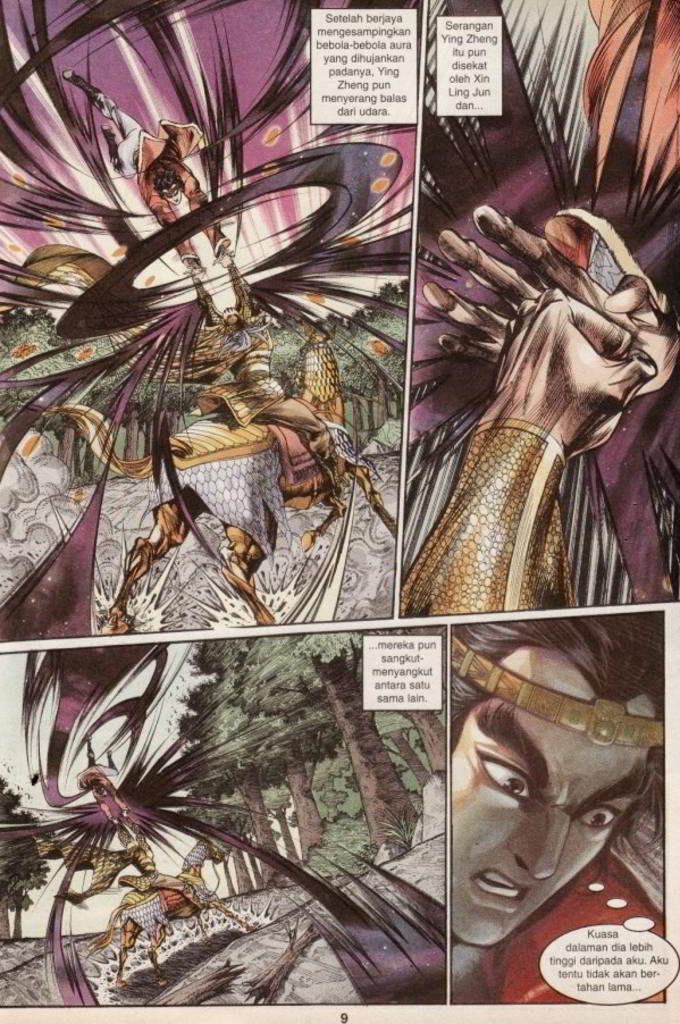 Setelah berjaya
mengesampingkan
bebola-bebola aura
yang dihujankan
padanya, Ying
Zheng pun
menyerang balas
dari udara.
Serangan
Ying Zheng
itu pun
disekat
oleh Xin
Ling Jun
dan...
...mereka pun
sangkut-
menyangkut
antara satu
sama lain.
Kuasa
dalaman dia lebih
tinggi daripada aku. Aku
tentu tidak akan ber-
tahan lama...
9